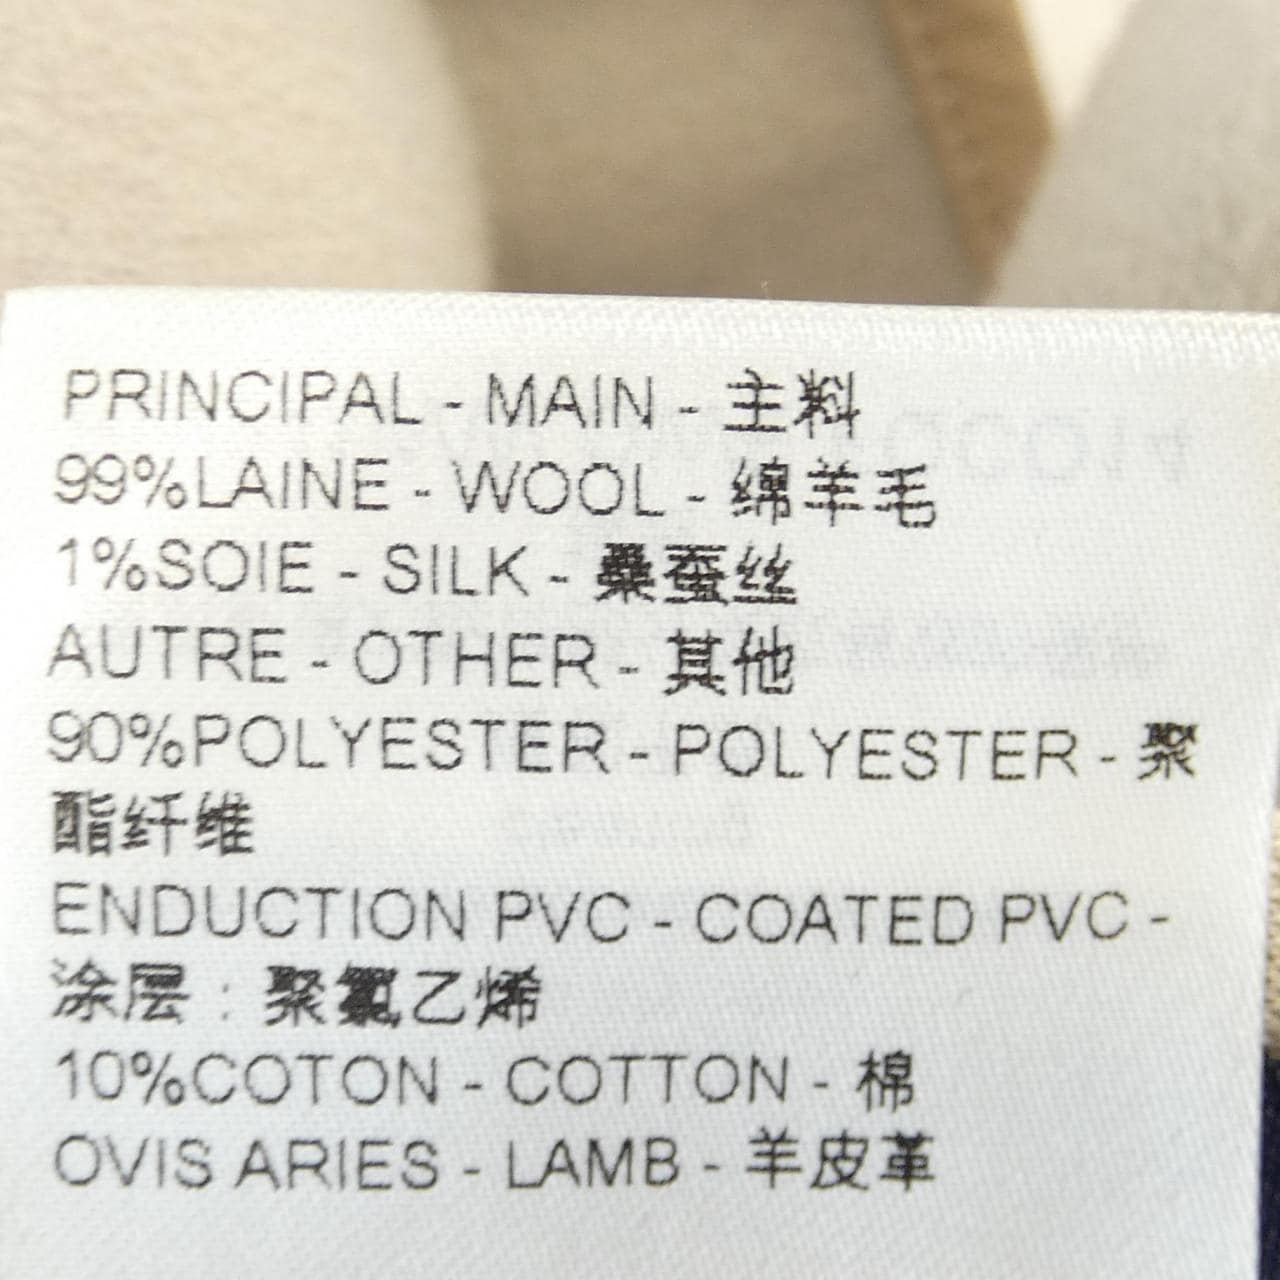 PRINCIPAL - MAIN - 主料
99%LAINE - WOOL - 绵羊毛
1%SOIE - SILK - 桑蚕丝
AUTRE - OTHER - 其他
90%POLYESTER - POLYESTER - 聚
酯纤维
ENDUCTION PVC - COATED PVC -
涂层 : 聚氯乙烯
10%COTON - COTTON - 棉
OVIS ARIES - LAMB - 羊皮革